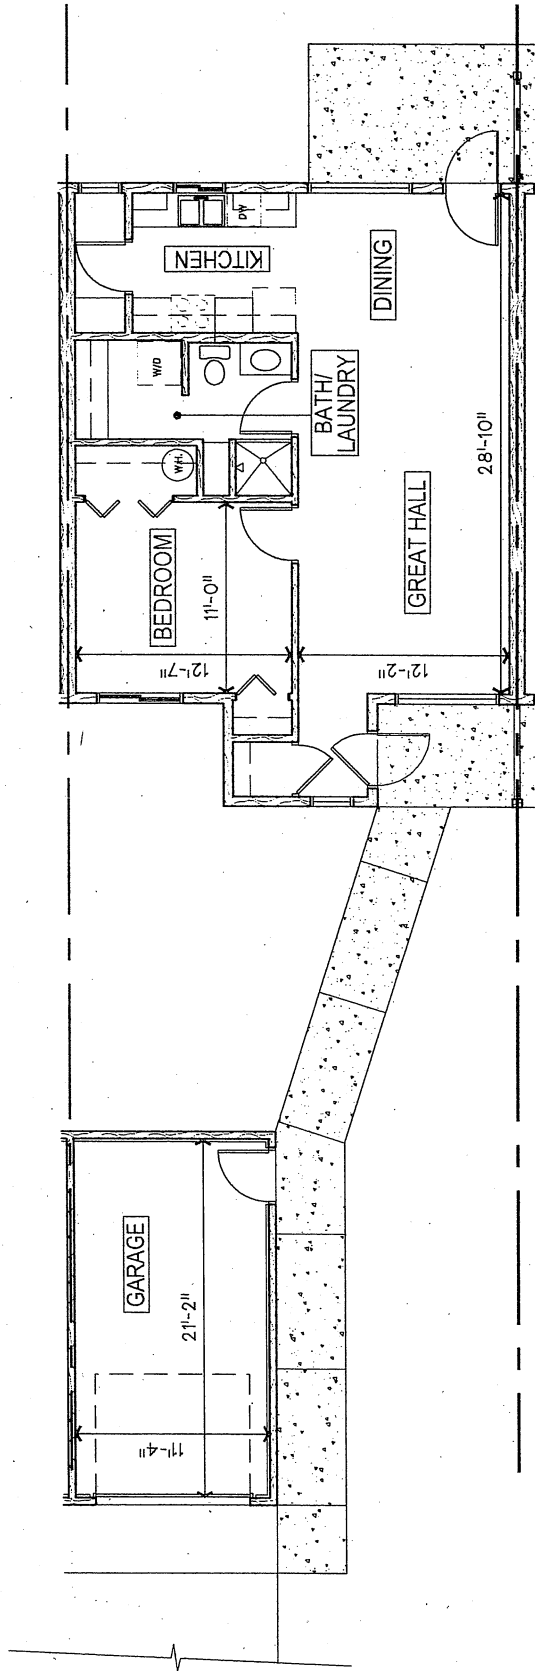 KITCHEN
DW
DINING
W/D
BATH/
LAUNDRY
W.H.
BEDROOM
11'-0"
12'-7"
GREAT HALL
28'-10"
12'-2"
GARAGE
21'-2"
11'-4"